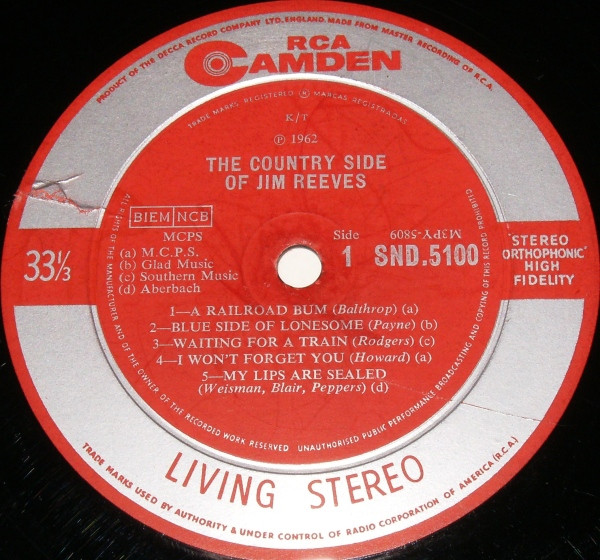 PRODUCT OF THE DECCA RECORD COMPANY LTD. ENGLAND. MADE FROM MASTER RECORDING OF R.C.A.
RCA
CAMDEN
TRADE MARKS REGISTERED ® MARCAS REGISTRADAS
K/T
℗ 1962
THE COUNTRY SIDE
OF JIM REEVES
BIEM NCB
MCPS
(a) M.C.P.S.
(b) Glad Music
(c) Southern Music
(d) Aberbach
Side
1
M3PY-5809
SND.5100
33⅓
"STEREO
ORTHOPHONIC"
HIGH
FIDELITY
1—A RAILROAD BUM (Balthrop) (a)
2—BLUE SIDE OF LONESOME (Payne) (b)
3—WAITING FOR A TRAIN (Rodgers) (c)
4—I WON'T FORGET YOU (Howard) (a)
5—MY LIPS ARE SEALED
(Weisman, Blair, Peppers) (d)
ALL RIGHTS OF THE MANUFACTURER AND OF THE OWNER OF THE RECORDED WORK RESERVED UNAUTHORISED PUBLIC PERFORMANCE BROADCASTING AND COPYING OF THIS RECORD PROHIBITED
LIVING STEREO
TRADE MARKS USED BY AUTHORITY & UNDER CONTROL OF RADIO CORPORATION OF AMERICA (R.C.A.)